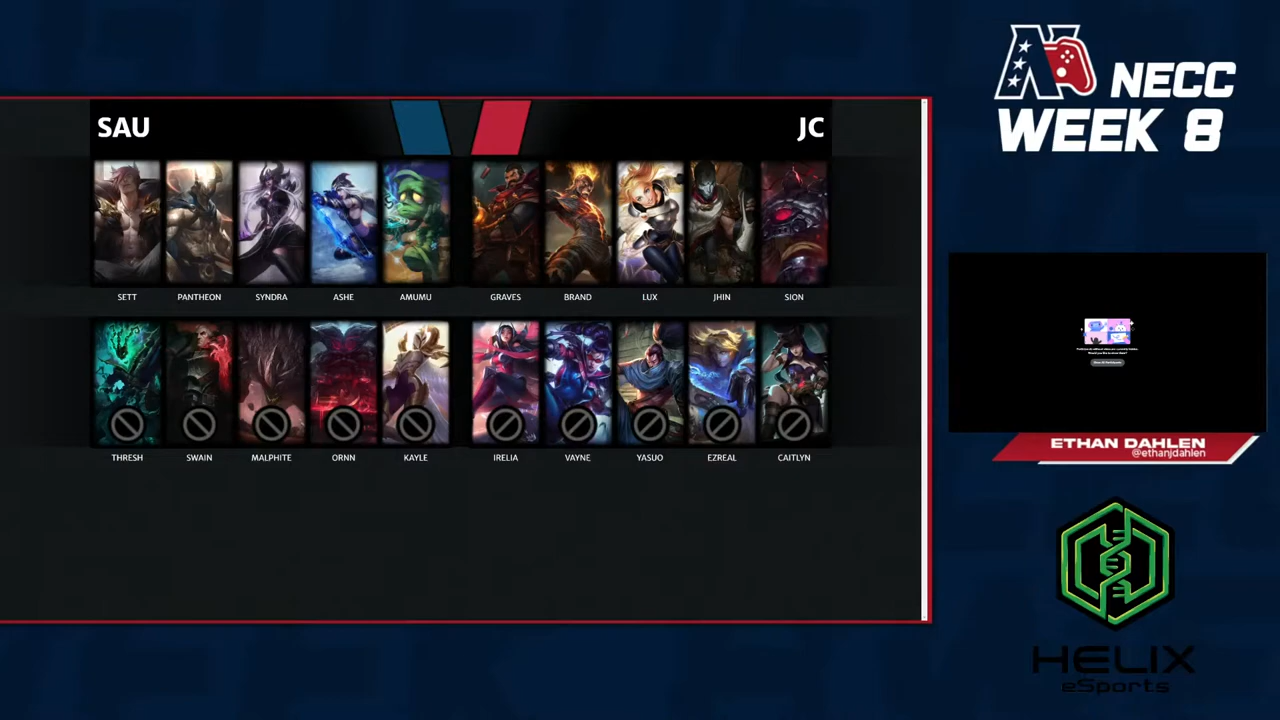 NECC
WEEK 8
SAU
JC
SETT
PANTHEON
SYNDRA
ASHE
AMUMU
GRAVES
BRAND
LUX
JHIN
SION
THRESH
SWAIN
MALPHITE
ORNN
KAYLE
IRELIA
VAYNE
YASUO
EZREAL
CAITLYN
ETHAN DAHLEN
@ethanjdahlen
HELIX
eSports